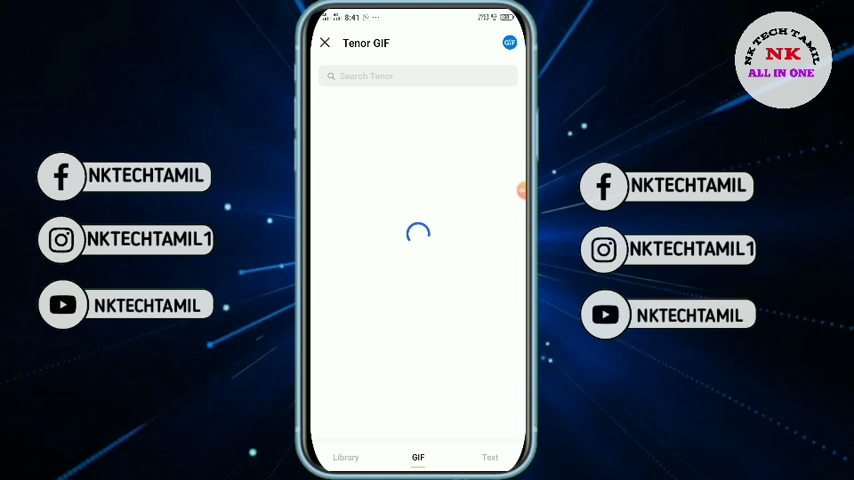 8:41
Tenor GIF
GIF
Search Tenor
Library
GIF
Text
NKTECHTAMIL
NKTECHTAMIL1
NKTECHTAMIL
NKTECHTAMIL
NKTECHTAMIL1
NKTECHTAMIL
NK TECH TAMIL
NK
ALL IN ONE